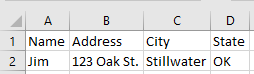 A B C D
1 Name Address City State
2 Jim 123 Oak St. Stillwater OK